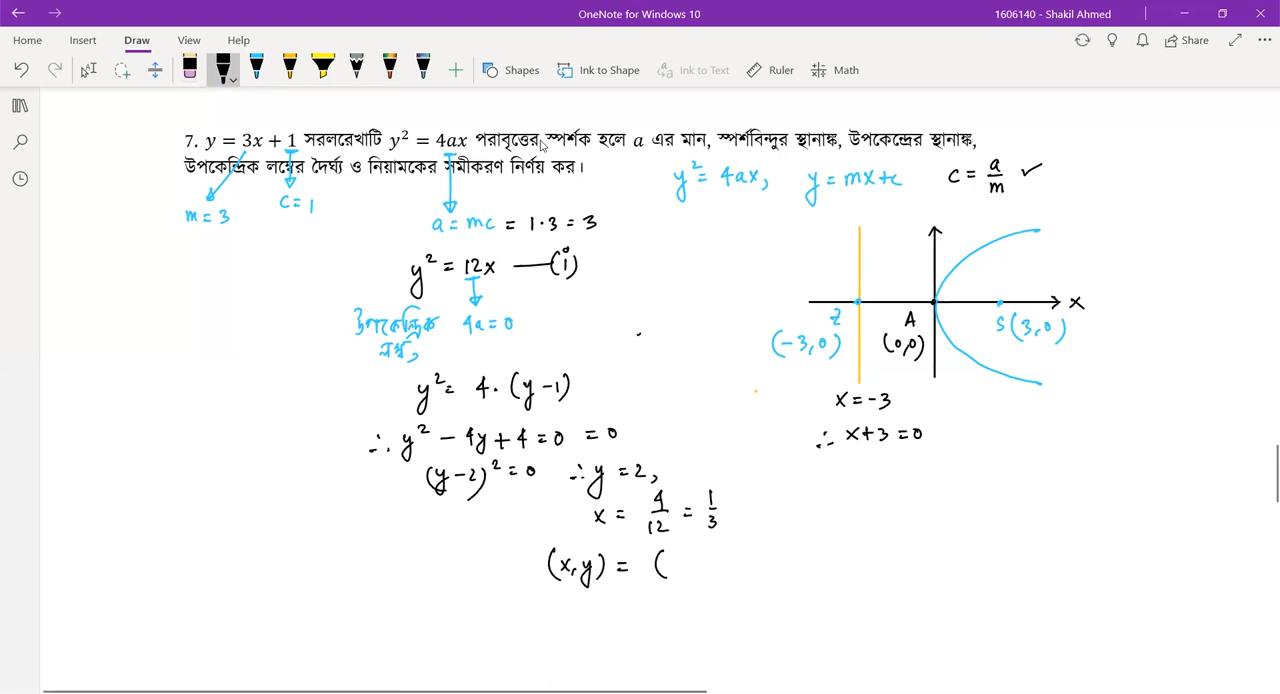 OneNote for Windows 10
1606140 - Shakil Ahmed
Home Insert Draw View Help
Share
Shapes Ink to Shape Ink to Text Ruler Math
7. y = 3x + 1 সরলরেখাটি y² = 4ax পরাবৃত্তের স্পর্শক হলে a এর মান, স্পর্শবিন্দুর স্থানাঙ্ক, উপকেন্দ্রের স্থানাঙ্ক,
উপকেন্দ্রিক লম্বের দৈর্ঘ্য ও নিয়ামকের সমীকরণ নির্ণয় কর।
y² = 4ax, y = mx+c c = a/m ✓
m = 3 c = 1
a = mc = 1·3 = 3
y² = 12x —(i)
উপকেন্দ্রিক লম্ব, 4a = 0
X
Z A S(3,0)
(-3,0) (0,0)
y² = 4·(y-1)
x = -3
∴ y² - 4y + 4 = 0 = 0
∴ x+3 = 0
(y-2)² = 0 ∴ y = 2,
x = 4/12 = 1/3
(x,y) = (